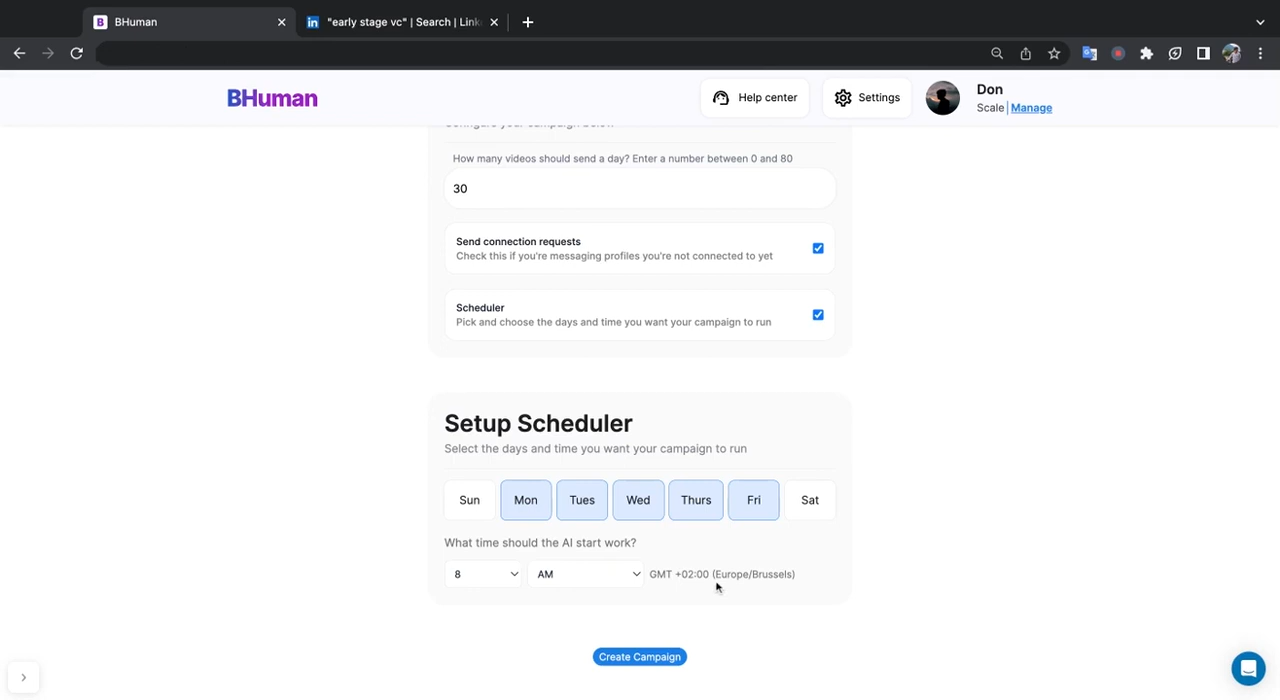 BHuman
"early stage vc" | Search | Link
BHuman
Help center
Settings
Don
Scale | Manage
Configure your campaign below
How many videos should send a day? Enter a number between 0 and 80
30
Send connection requests
Check this if you're messaging profiles you're not connected to yet
Scheduler
Pick and choose the days and time you want your campaign to run
Setup Scheduler
Select the days and time you want your campaign to run
Sun Mon Tues Wed Thurs Fri Sat
What time should the AI start work?
8 AM GMT +02:00 (Europe/Brussels)
Create Campaign